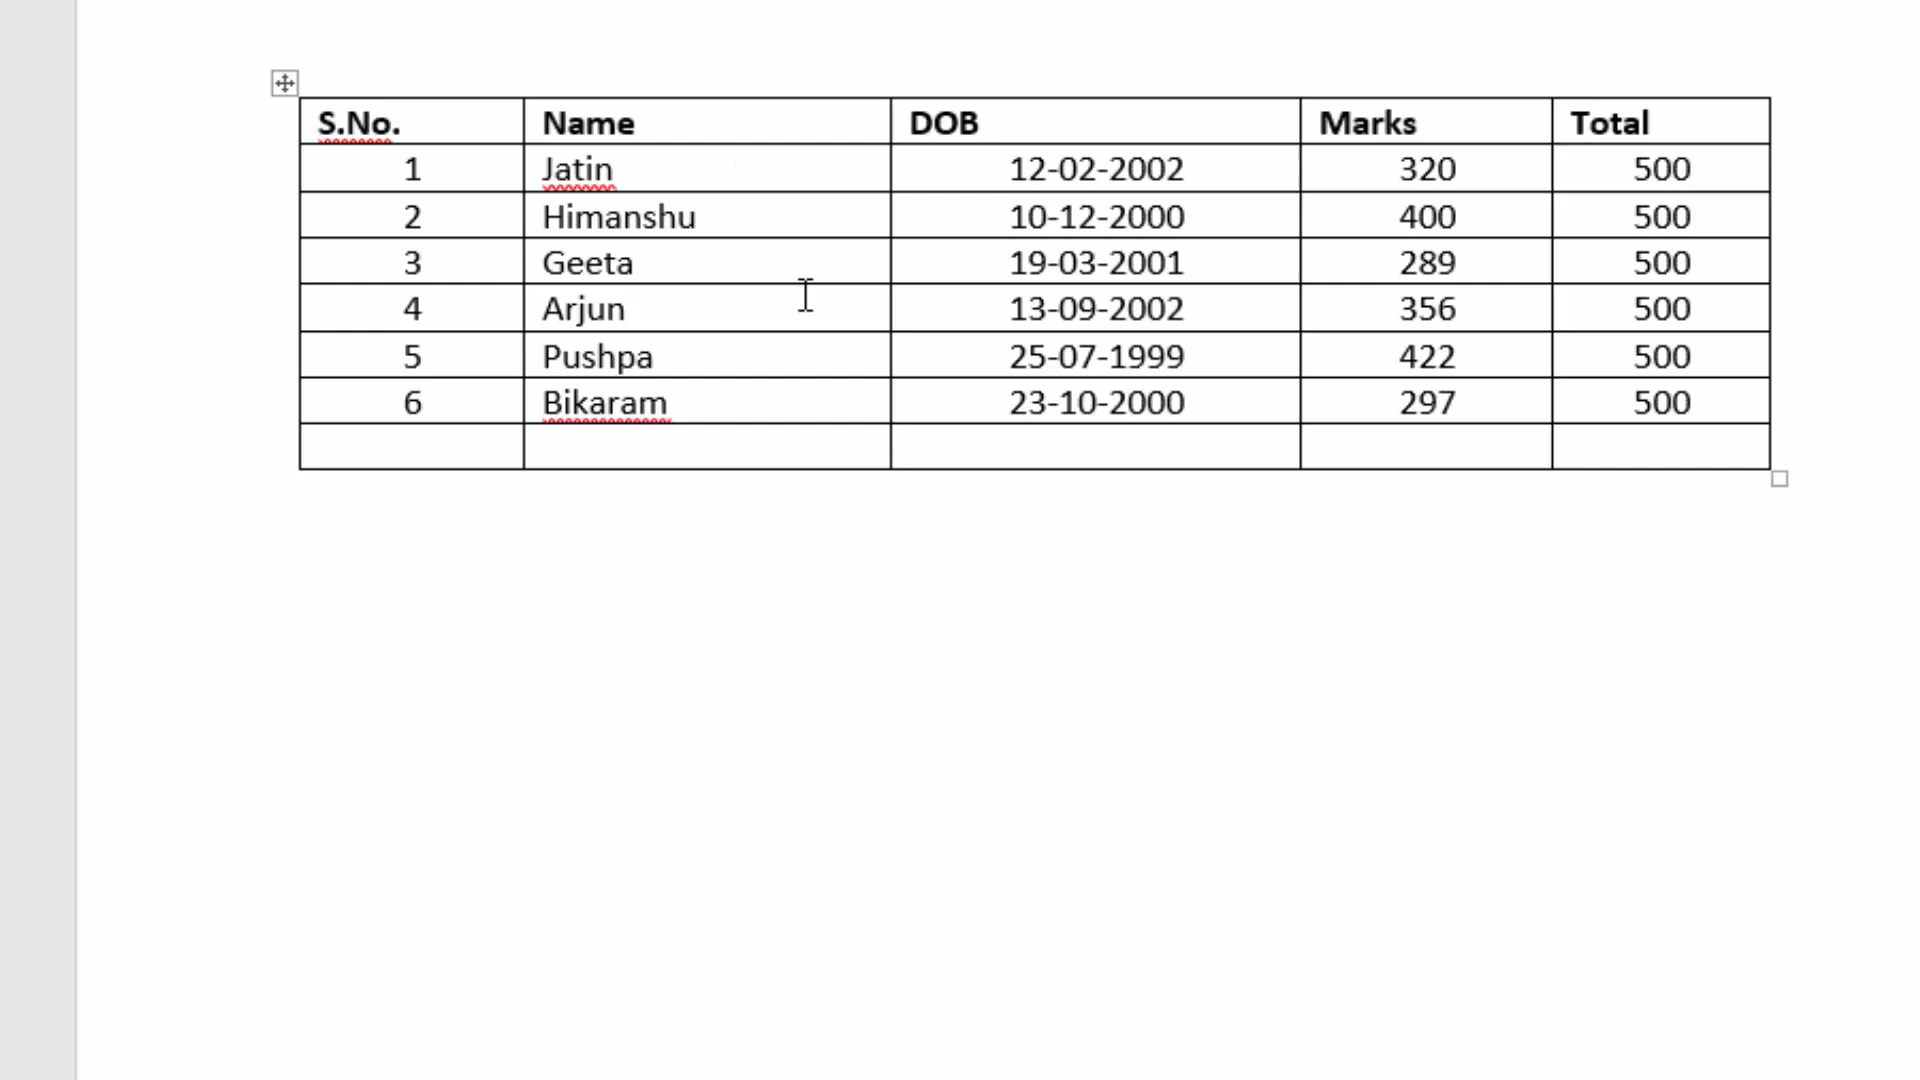 S.No. Name DOB Marks Total
1 Jatin 12-02-2002 320 500
2 Himanshu 10-12-2000 400 500
3 Geeta 19-03-2001 289 500
4 Arjun 13-09-2002 356 500
5 Pushpa 25-07-1999 422 500
6 Bikaram 23-10-2000 297 500